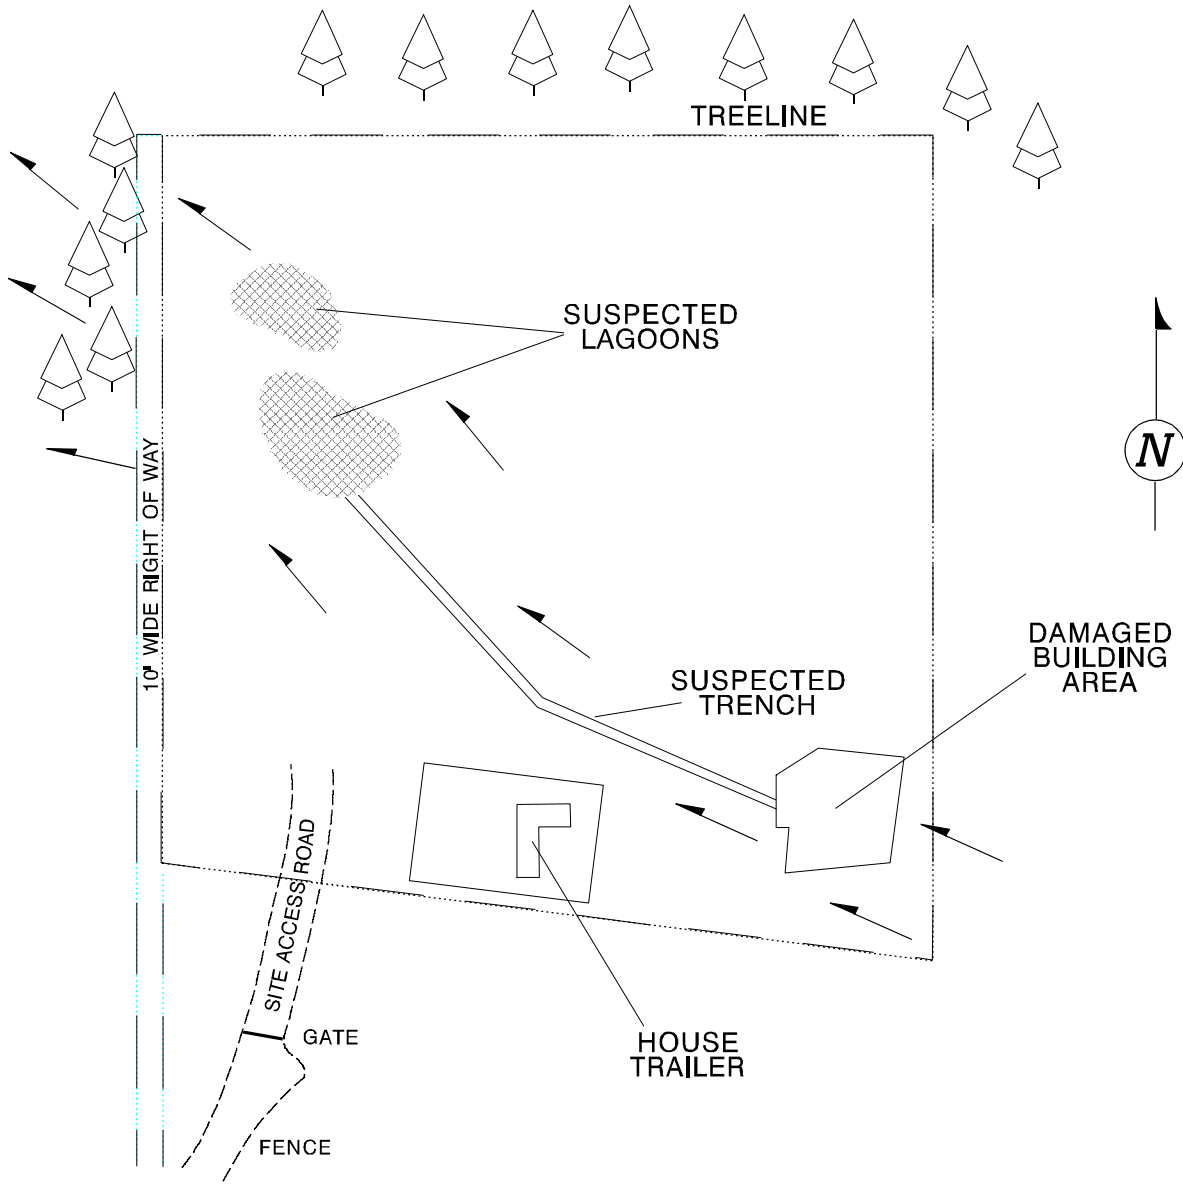 TREELINE
SUSPECTED
LAGOONS
N
10' WIDE RIGHT OF WAY
DAMAGED
BUILDING
AREA
SUSPECTED
TRENCH
SITE ACCESS ROAD
GATE
HOUSE
TRAILER
FENCE